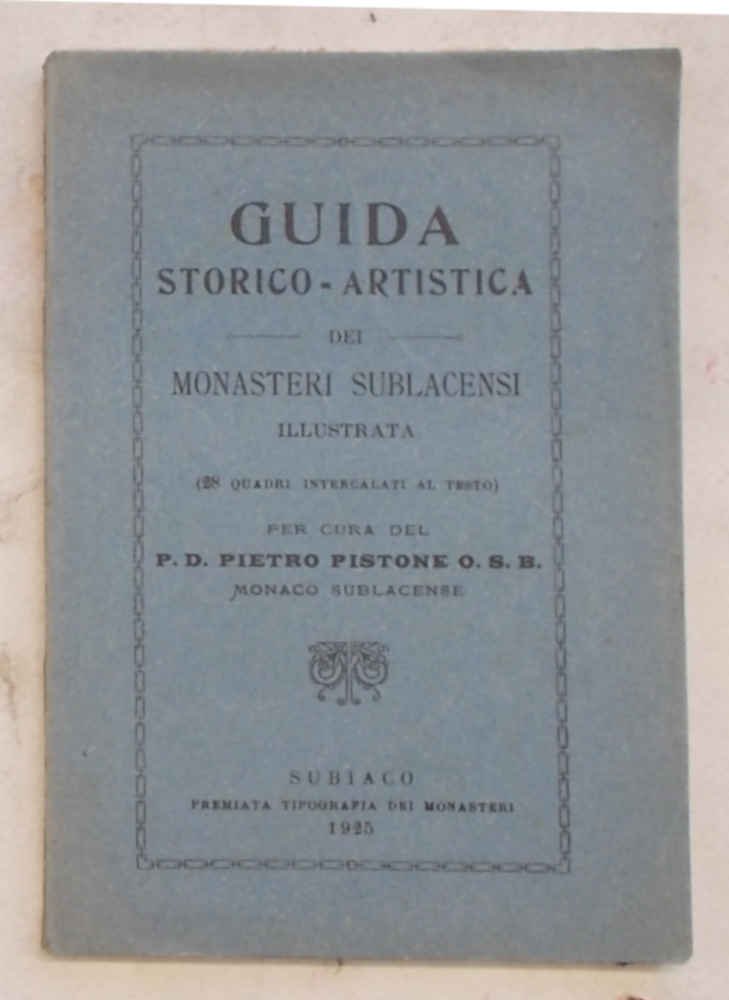 GUIDA
STORICO - ARTISTICA
DEI
MONASTERI SUBLACENSI
ILLUSTRATA
(28 QUADRI INTERCALATI AL TESTO)
PER CURA DEL
P. D. PIETRO PISTONE O. S. B.
MONACO SUBLACENSE
SUBIACO
PREMIATA TIPOGRAFIA DEI MONASTERI
1925